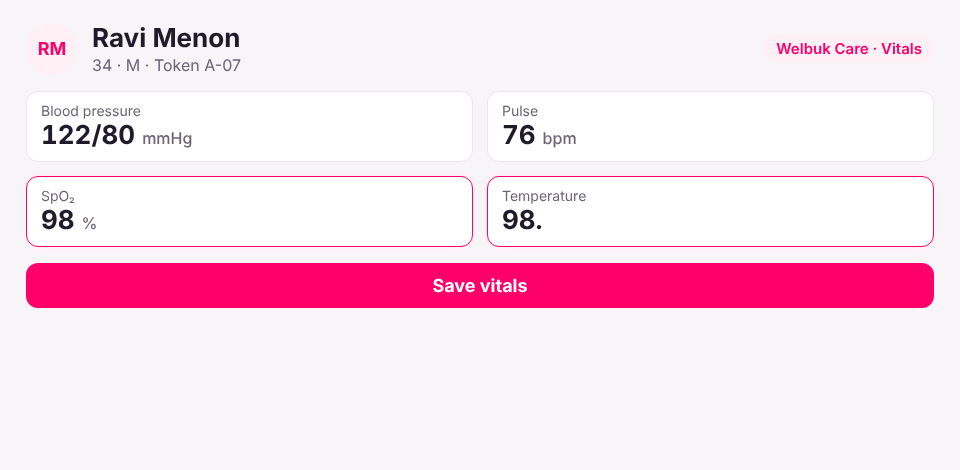 RM
Ravi Menon
34 · M · Token A-07
Welbuk Care · Vitals
Blood pressure
122/80 mmHg
Pulse
76 bpm
SpO₂
98 %
Temperature
98.
Save vitals